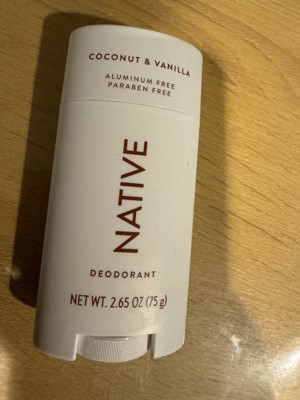 COCONUT & VANILLA
ALUMINUM FREE
PARABEN FREE
NATIVE
DEODORANT
NET WT. 2.65 OZ (75 g)